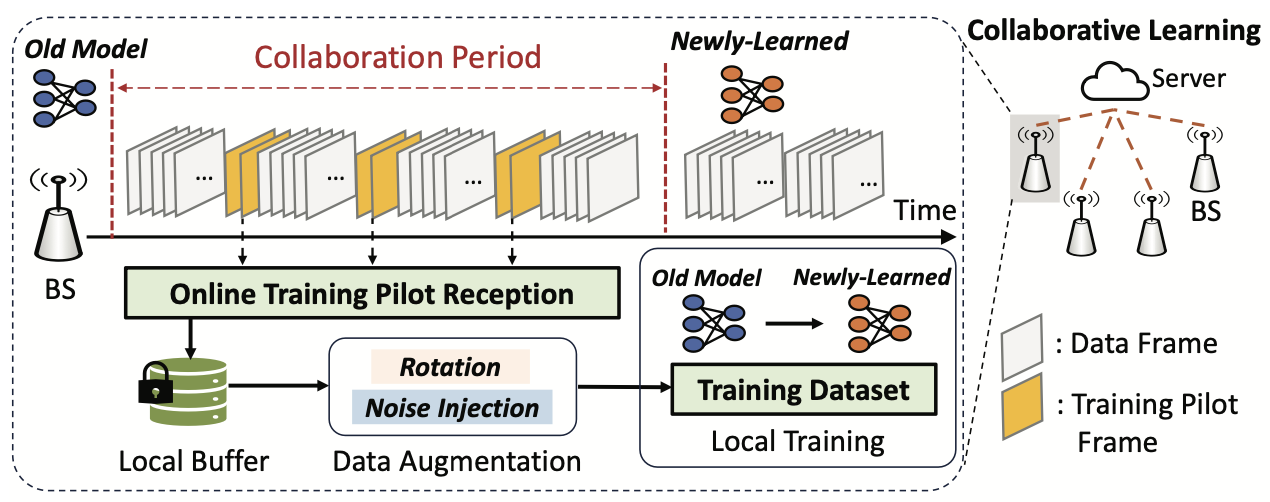 Old Model
Collaboration Period
Newly-Learned
Collaborative Learning
Server
BS
...
...
...
...
...
Time
BS
Online Training Pilot Reception
Old Model
Newly-Learned
Rotation
Noise Injection
Training Dataset
Local Buffer
Data Augmentation
Local Training
: Data Frame
: Training Pilot
Frame